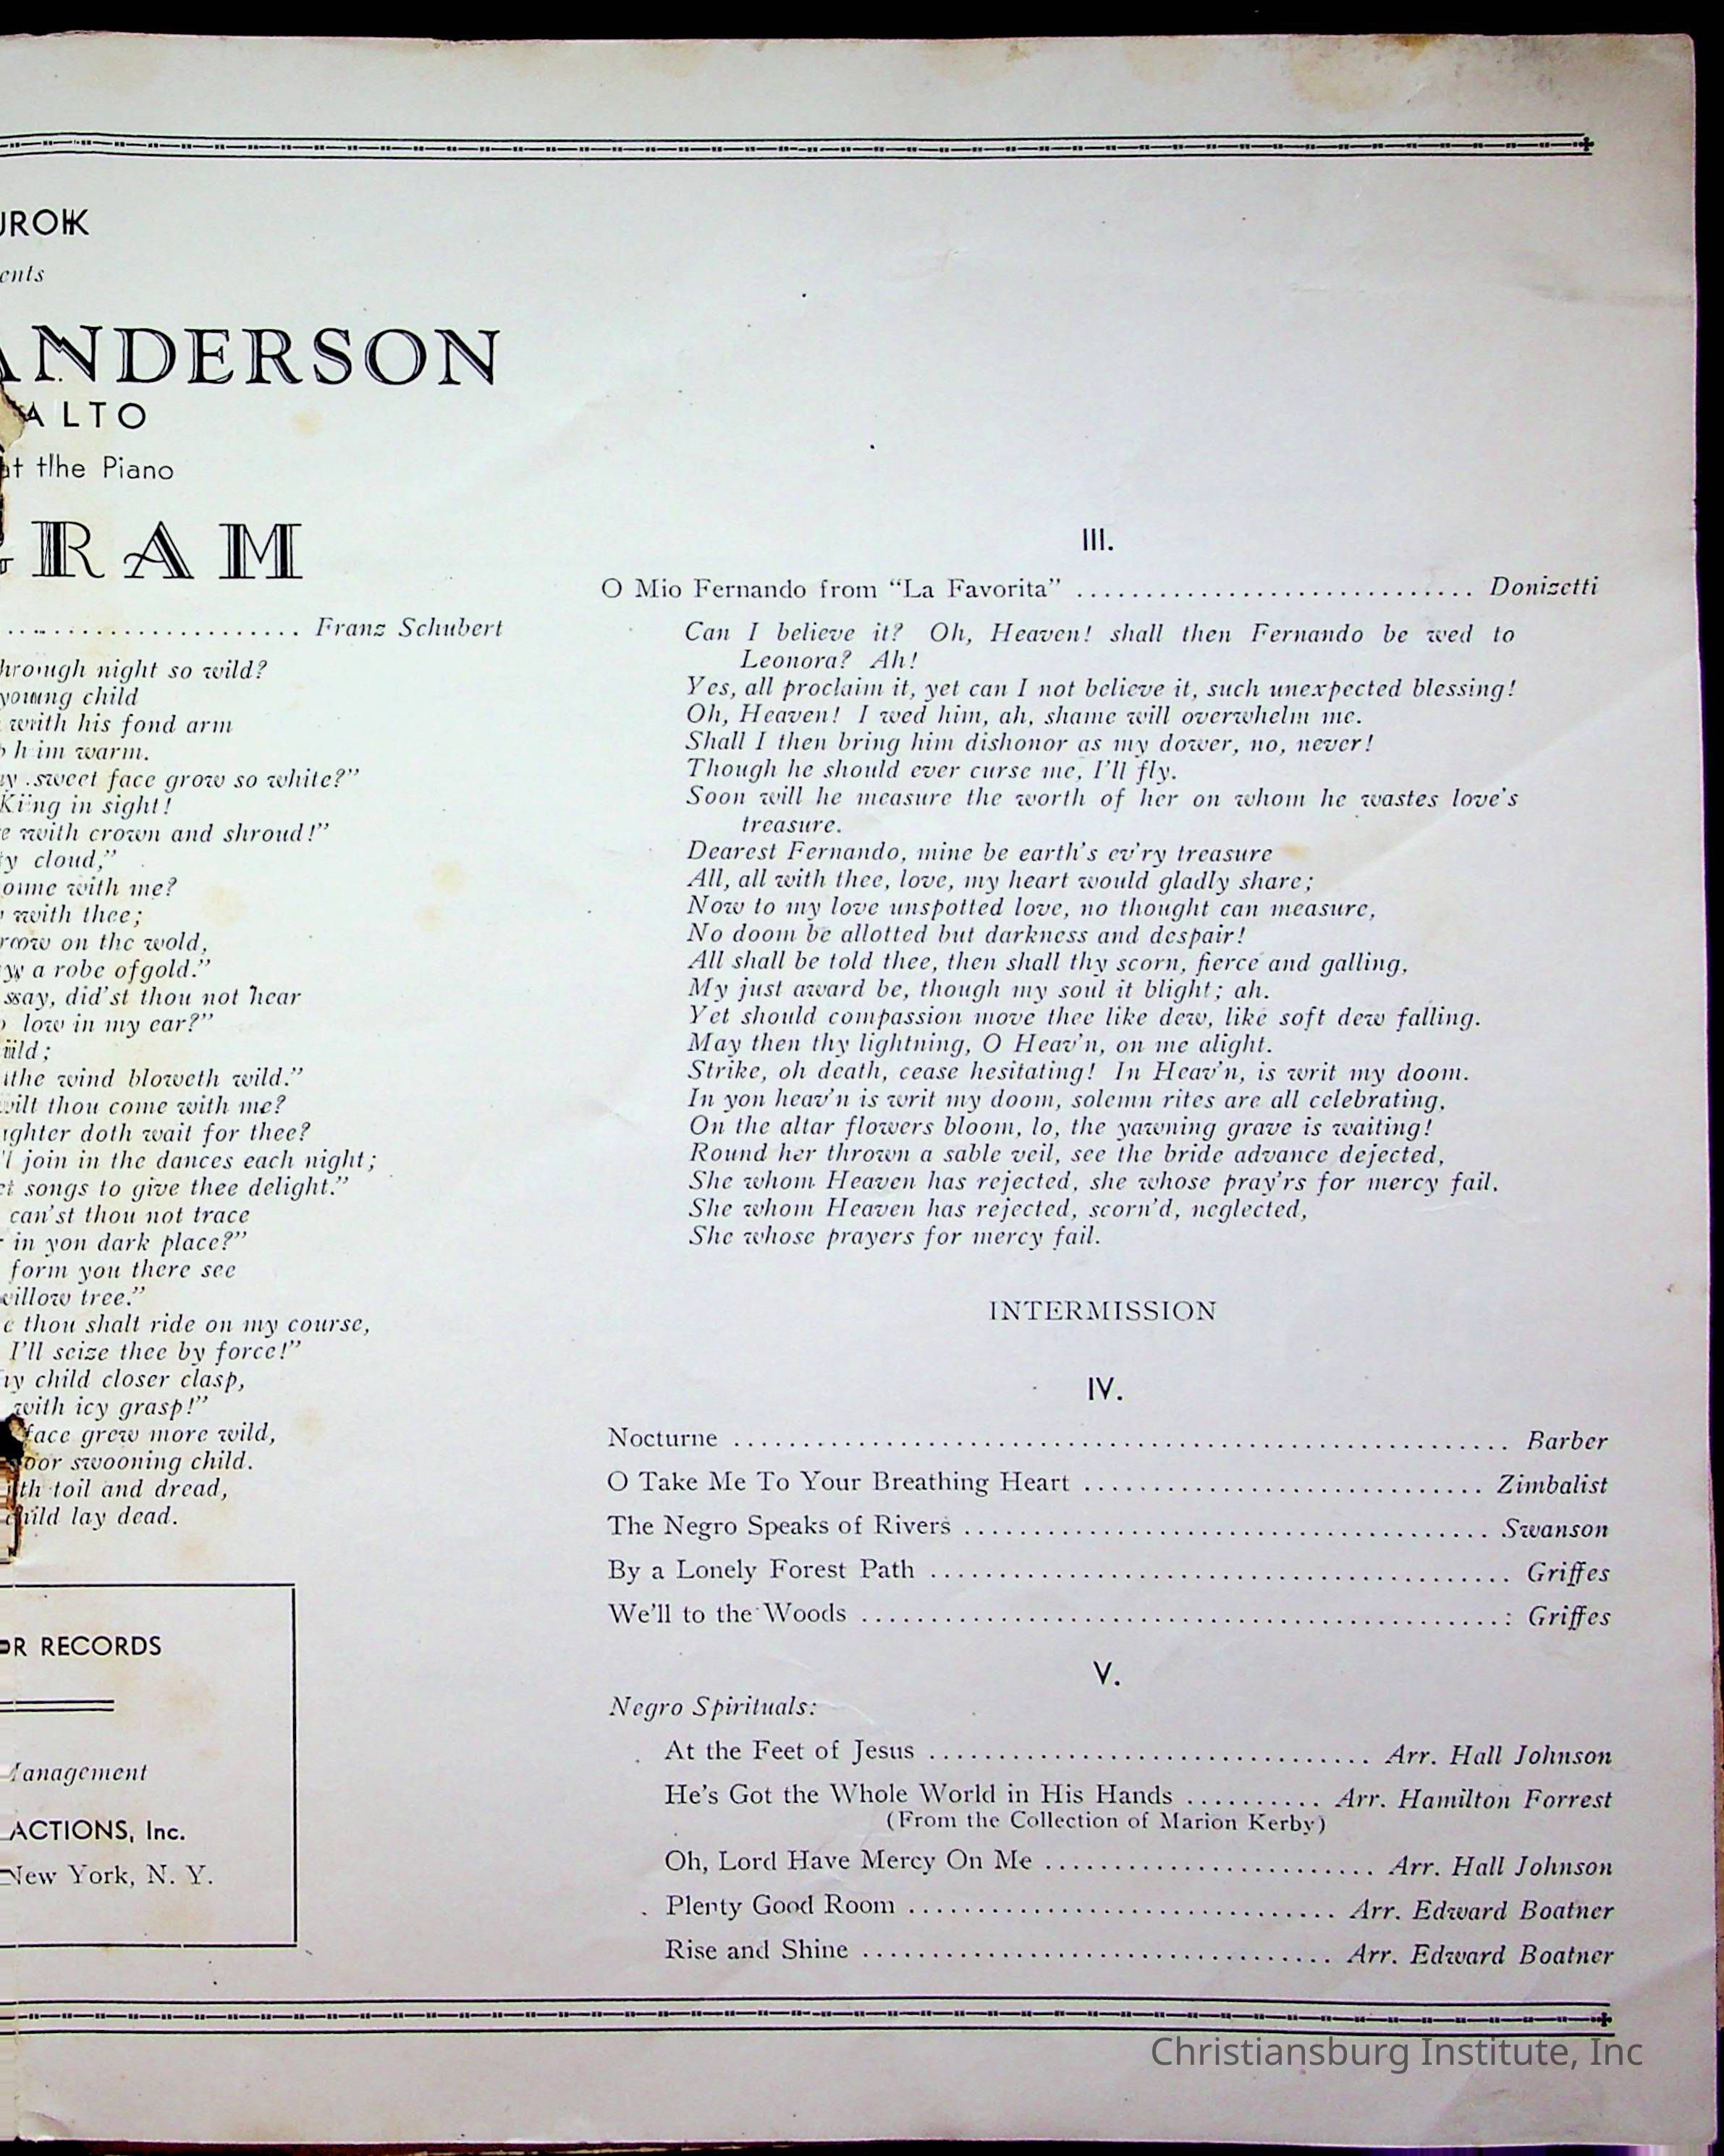 UROK
ents
ANDERSON
ALTO
at the Piano
GRAM
.................... Franz Schubert
through night so wild?
young child
with his fond arm
him warm.
sweet face grow so white?”
King in sight!
with crown and shroud!”
cloud,”
come with me?
with thee;
on the wold,
a robe ofgold.”
say, did'st thou not hear
low in my ear?”
the wind bloweth wild.”
wilt thou come with me?
doth wait for thee?
join in the dances each night;
songs to give thee delight.”
can'st thou not trace
in yon dark place?”
form you there see
willow tree.”
thou shalt ride on my course,
I'll seize thee by force!”
child closer clasp,
with icy grasp!”
face grew more wild,
swooning child.
toil and dread,
child lay dead.
OR RECORDS
Management
ACTIONS, Inc.
New York, N. Y.
III.
O Mio Fernando from “La Favorita” ............................. Donizetti
Can I believe it? Oh, Heaven! shall then Fernando be wed to
Leonora? Ah!
Yes, all proclaim it, yet can I not believe it, such unexpected blessing!
Oh, Heaven! I wed him, ah, shame will overwhelm me.
Shall I then bring him dishonor as my dower, no, never!
Though he should ever curse me, I'll fly.
Soon will he measure the worth of her on whom he wastes love's
treasure.
Dearest Fernando, mine be earth's ev'ry treasure
All, all with thee, love, my heart would gladly share;
Now to my love unspotted love, no thought can measure,
No doom be allotted but darkness and despair!
All shall be told thee, then shall thy scorn, fierce and galling,
My just award be, though my soul it blight; ah.
Yet should compassion move thee like dew, like soft dew falling.
May then thy lightning, O Heav'n, on me alight.
Strike, oh death, cease hesitating! In Heav'n, is writ my doom.
In yon heav'n is writ my doom, solemn rites are all celebrating,
On the altar flowers bloom, lo, the yawning grave is waiting!
Round her thrown a sable veil, see the bride advance dejected,
She whom Heaven has rejected, she whose pray'rs for mercy fail.
She whom Heaven has rejected, scorn'd, neglected,
She whose prayers for mercy fail.
INTERMISSION
IV.
Nocturne ......................................................... Barber
O Take Me To Your Breathing Heart ............................. Zimbalist
The Negro Speaks of Rivers ....................................... Swanson
By a Lonely Forest Path ........................................... Griffes
We'll to the Woods ................................................ Griffes
V.
Negro Spirituals:
At the Feet of Jesus ................................ Arr. Hall Johnson
He's Got the Whole World in His Hands .......... Arr. Hamilton Forrest
(From the Collection of Marion Kerby)
Oh, Lord Have Mercy On Me ........................ Arr. Hall Johnson
Plenty Good Room ............................... Arr. Edward Boatner
Rise and Shine .................................. Arr. Edward Boatner
Christiansburg Institute, Inc